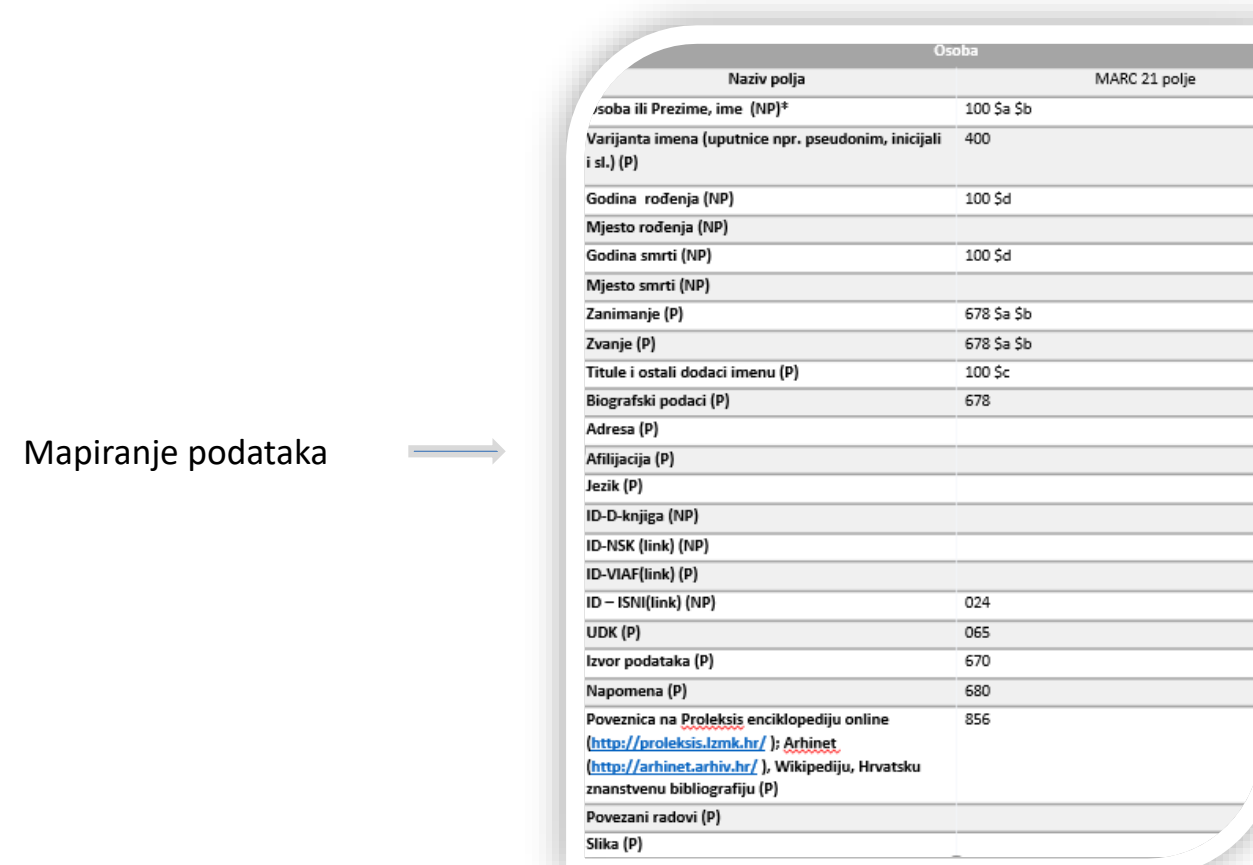 Mapiranje podataka
Osoba
Naziv polja MARC 21 polje
soba ili Prezime, ime (NP)* 100 $a $b
Varijanta imena (uputnice npr. pseudonim, inicijali 400
i sl.) (P)
Godina rođenja (NP) 100 $d
Mjesto rođenja (NP)
Godina smrti (NP) 100 $d
Mjesto smrti (NP)
Zanimanje (P) 678 $a $b
Zvanje (P) 678 $a $b
Titule i ostali dodaci imenu (P) 100 $c
Biografski podaci (P) 678
Adresa (P)
Afilijacija (P)
Jezik (P)
ID-D-knjiga (NP)
ID-NSK (link) (NP)
ID-VIAF(link) (P)
ID – ISNI(link) (NP) 024
UDK (P) 065
Izvor podataka (P) 670
Napomena (P) 680
Poveznica na Proleksis enciklopediju online 856
(http://proleksis.lzmk.hr/ ); Arhinet
(http://arhinet.arhiv.hr/ ), Wikipediju, Hrvatsku
znanstvenu bibliografiju (P)
Povezani radovi (P)
Slika (P)